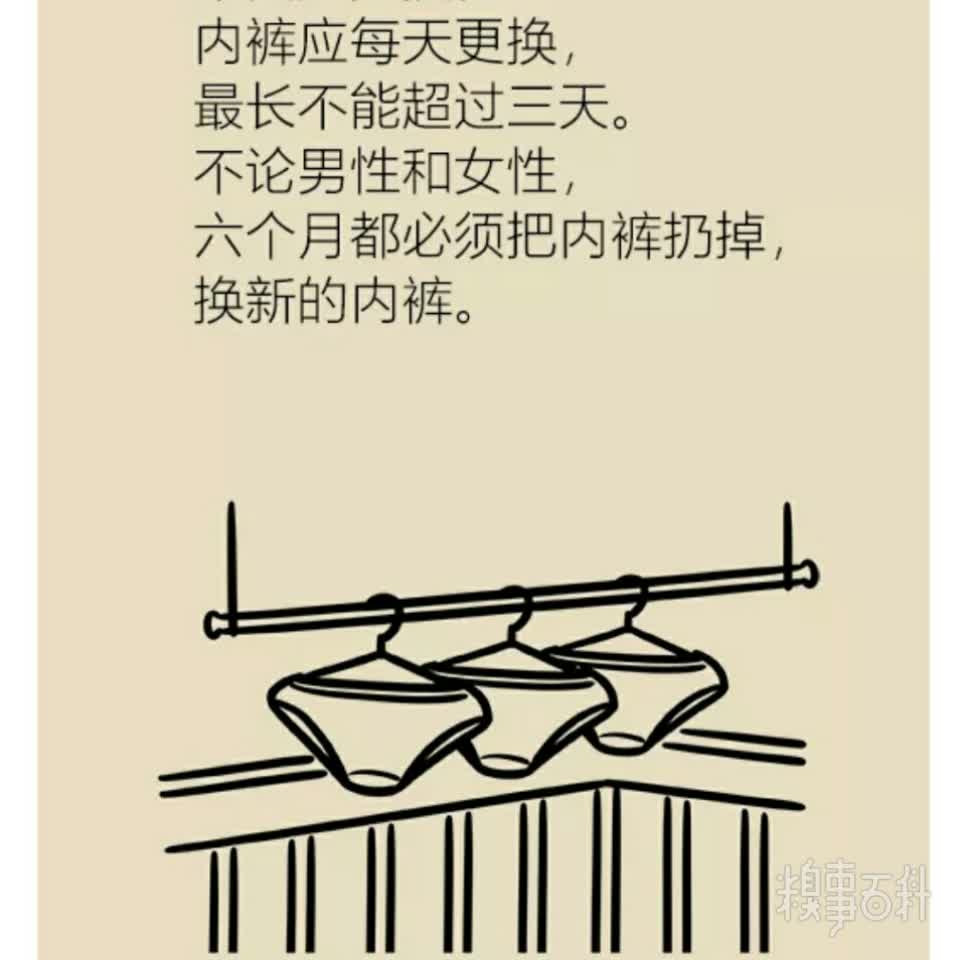 内裤应每天更换，
最长不能超过三天。
不论男性和女性，
六个月都必须把内裤扔掉，
换新的内裤。
糗事百科